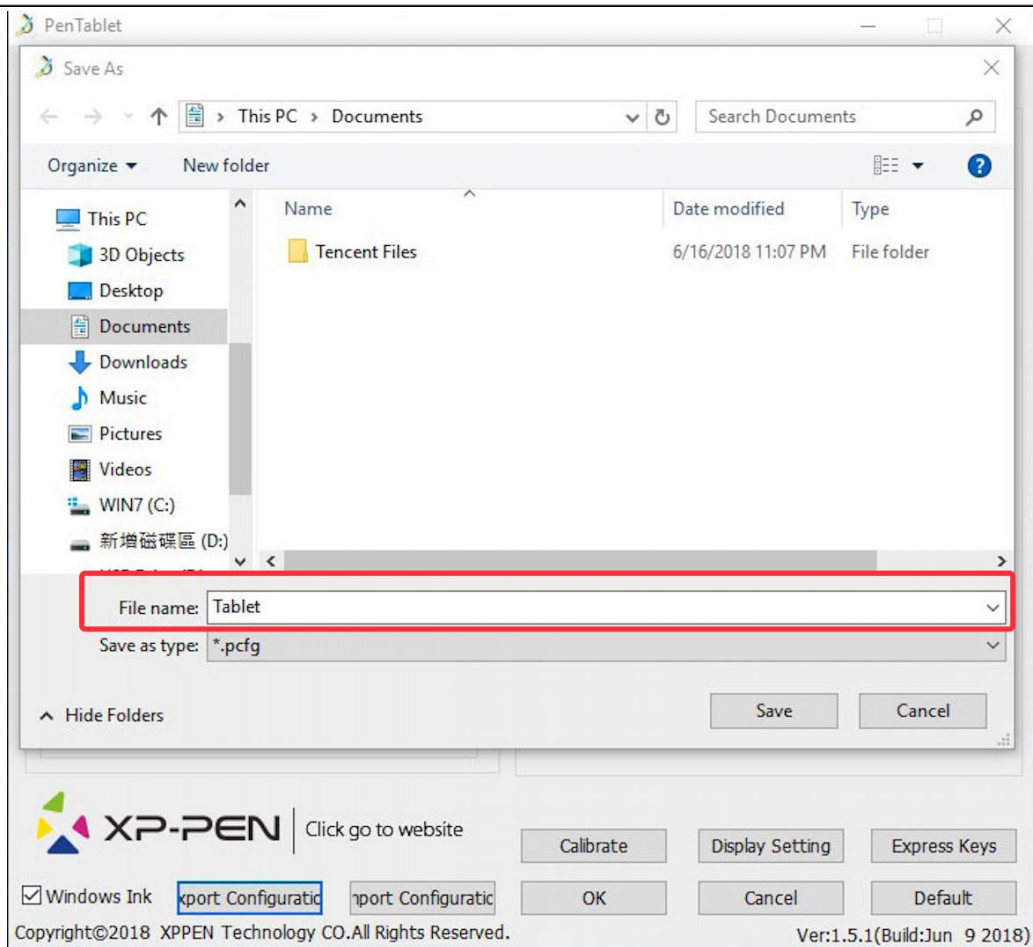 PenTablet
Save As
This PC > Documents
Search Documents
Organize
New folder
Name
Date modified
Type
This PC
3D Objects
Desktop
Documents
Downloads
Music
Pictures
Videos
WIN7 (C:)
新增磁碟區 (D:)
Tencent Files 6/16/2018 11:07 PM File folder
File name: Tablet
Save as type: *.pcfg
Hide Folders
Save
Cancel
XP-PEN Click go to website
Calibrate
Display Setting
Express Keys
Windows Ink
xport Configuratic
nport Configuratic
OK
Cancel
Default
Copyright©2018 XPPEN Technology CO.All Rights Reserved.
Ver:1.5.1(Build:Jun 9 2018)